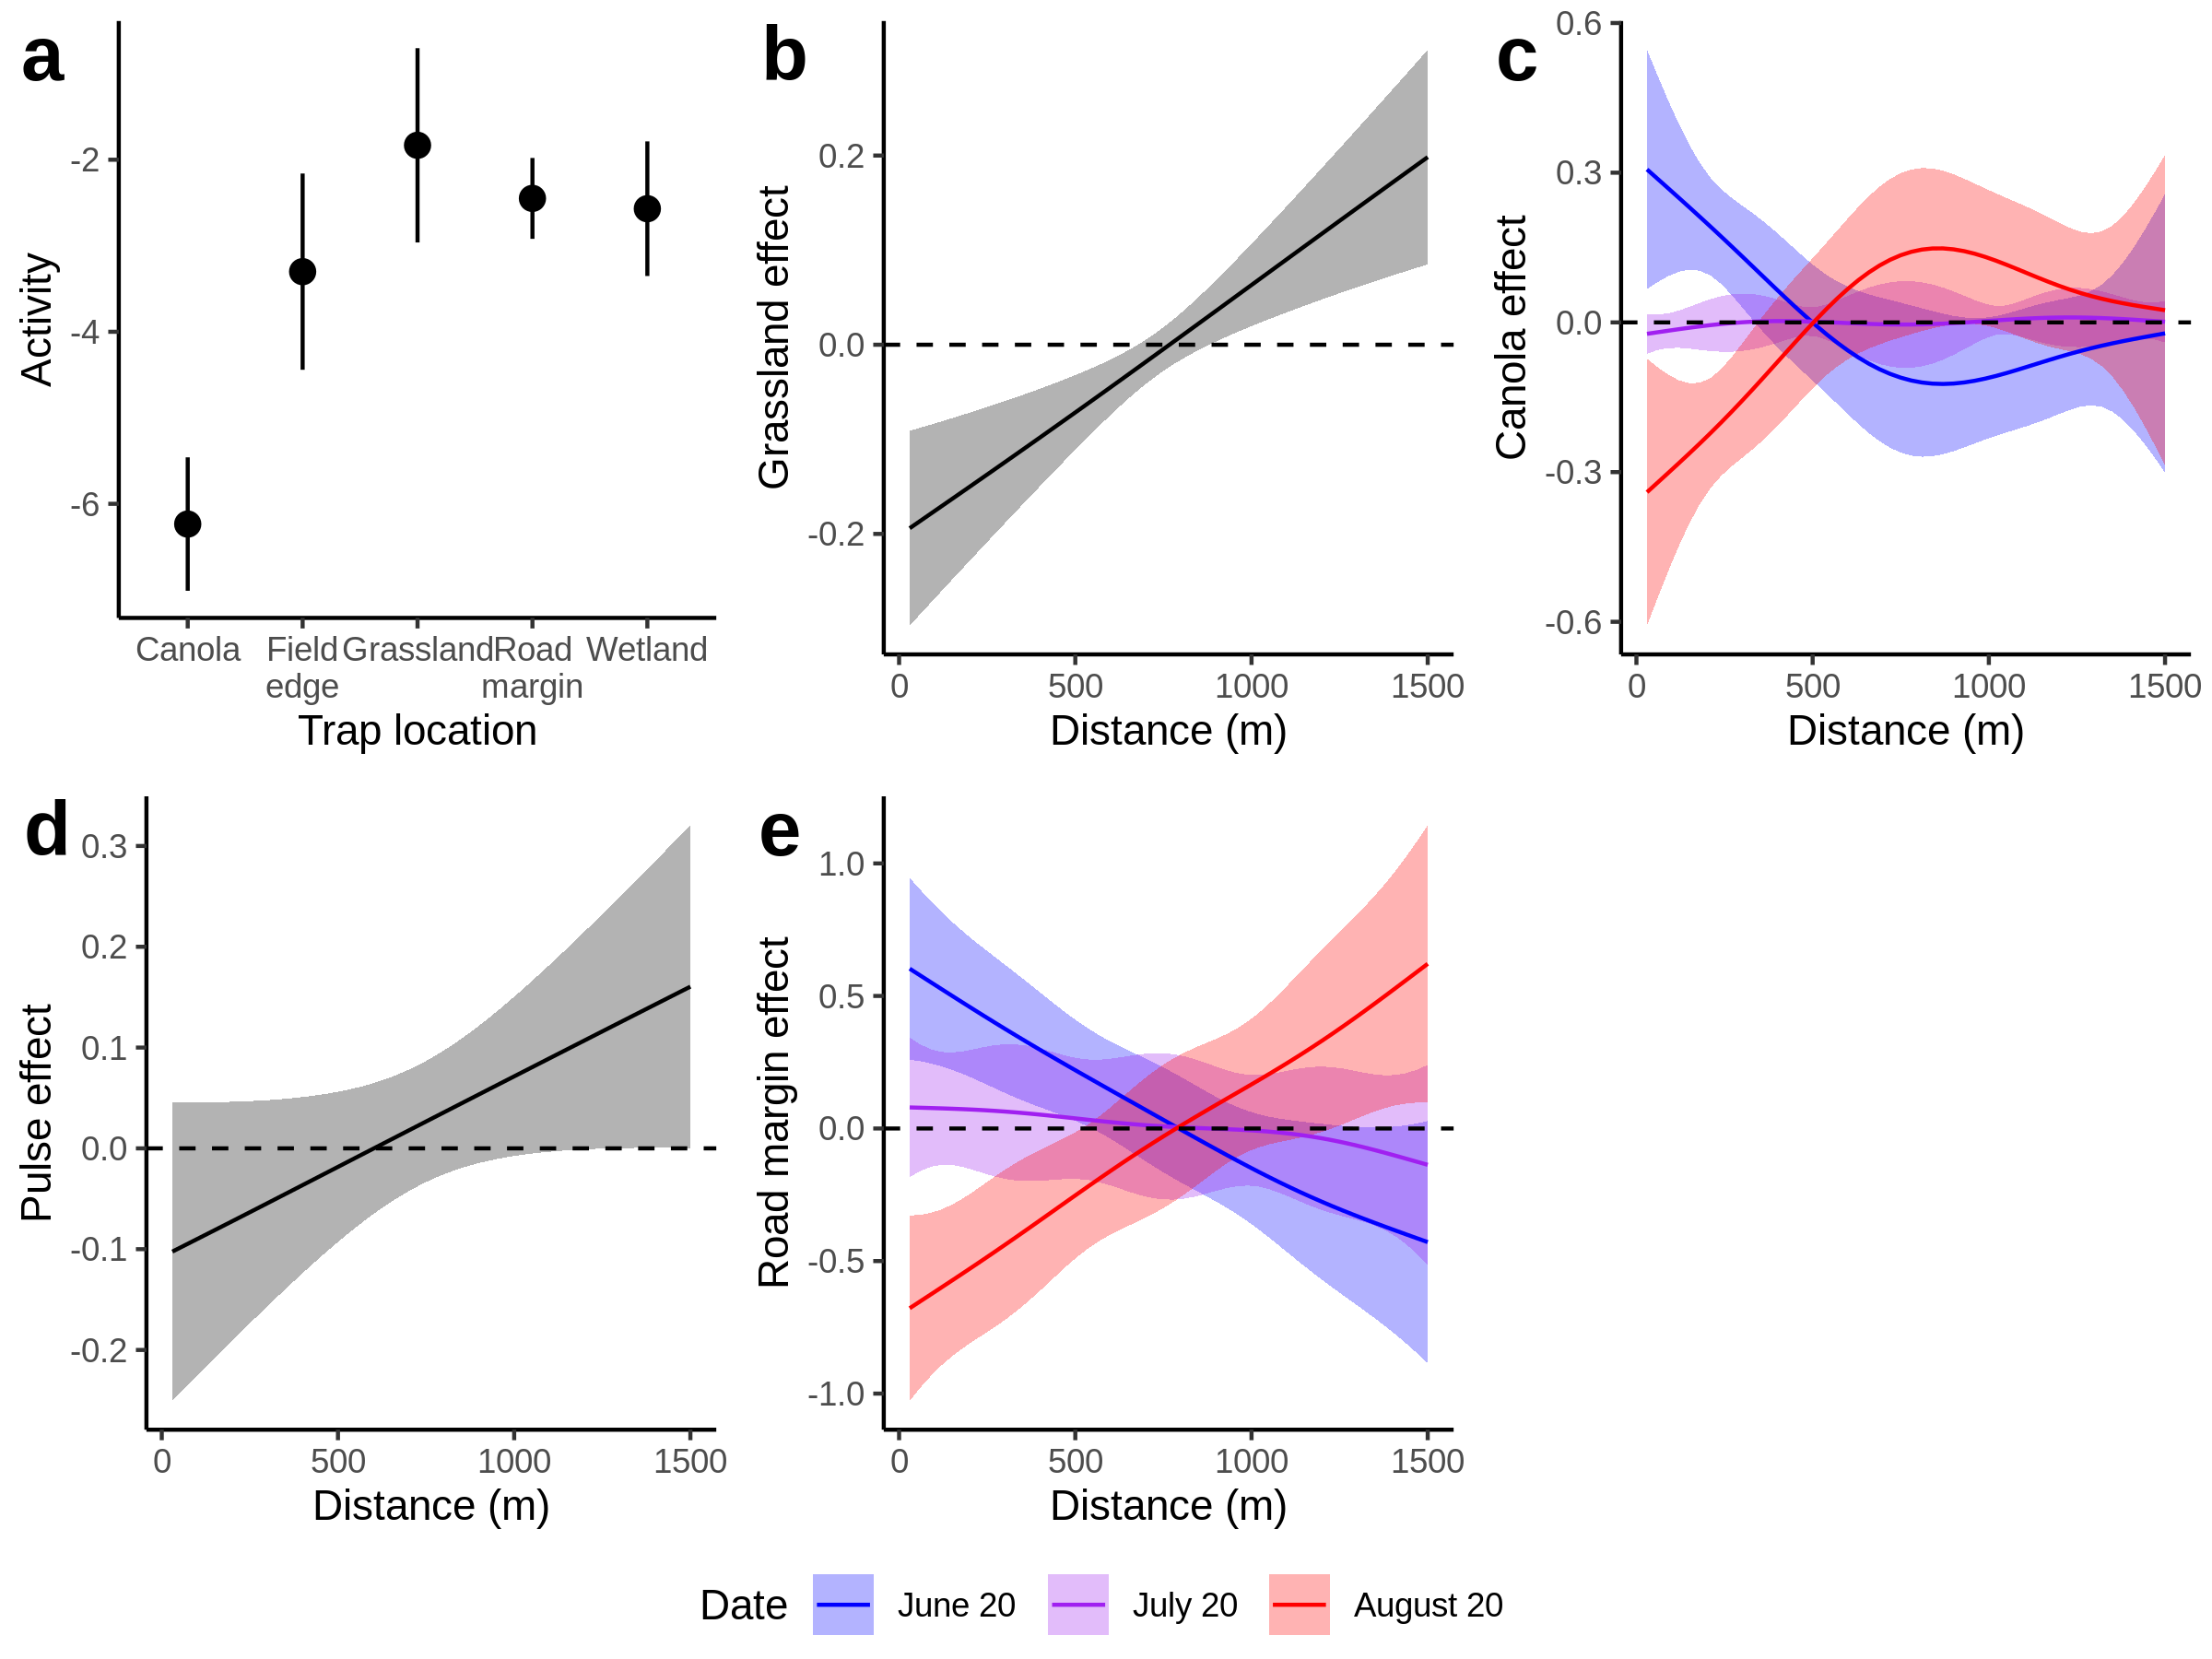 a
Activity
-2
-4
-6
Canola
Field edge
Grassland
Road margin
Wetland
Trap location
b
Grassland effect
0.2
0.0
-0.2
0
500
1000
1500
Distance (m)
c
Canola effect
0.6
0.3
0.0
-0.3
-0.6
0
500
1000
1500
Distance (m)
d
Pulse effect
0.3
0.2
0.1
0.0
-0.1
-0.2
0
500
1000
1500
Distance (m)
e
Road margin effect
1.0
0.5
0.0
-0.5
-1.0
0
500
1000
1500
Distance (m)
Date
June 20
July 20
August 20